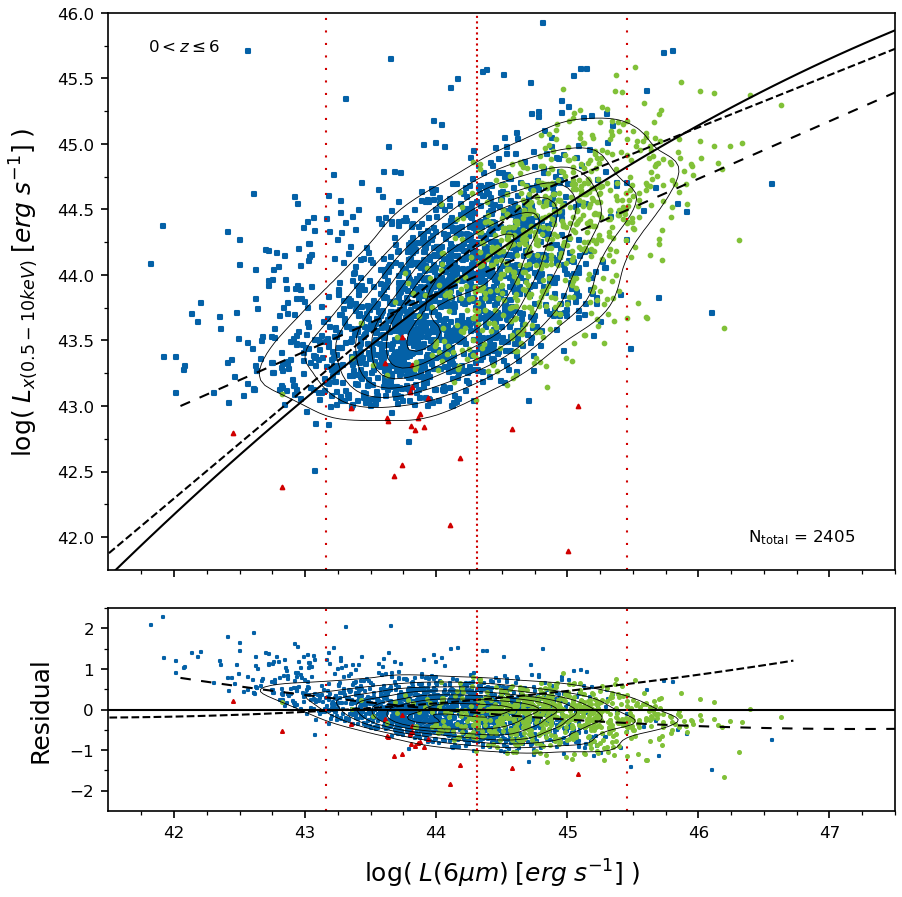 46.0
0 < z ≤ 6
45.5
45.0
44.5
44.0
43.5
43.0
42.5
42.0
log( Lx(0.5−10keV) [erg s−1] )
Ntotal = 2405
2
1
0
−1
−2
Residual
42 43 44 45 46 47
log( L(6μm) [erg s−1] )